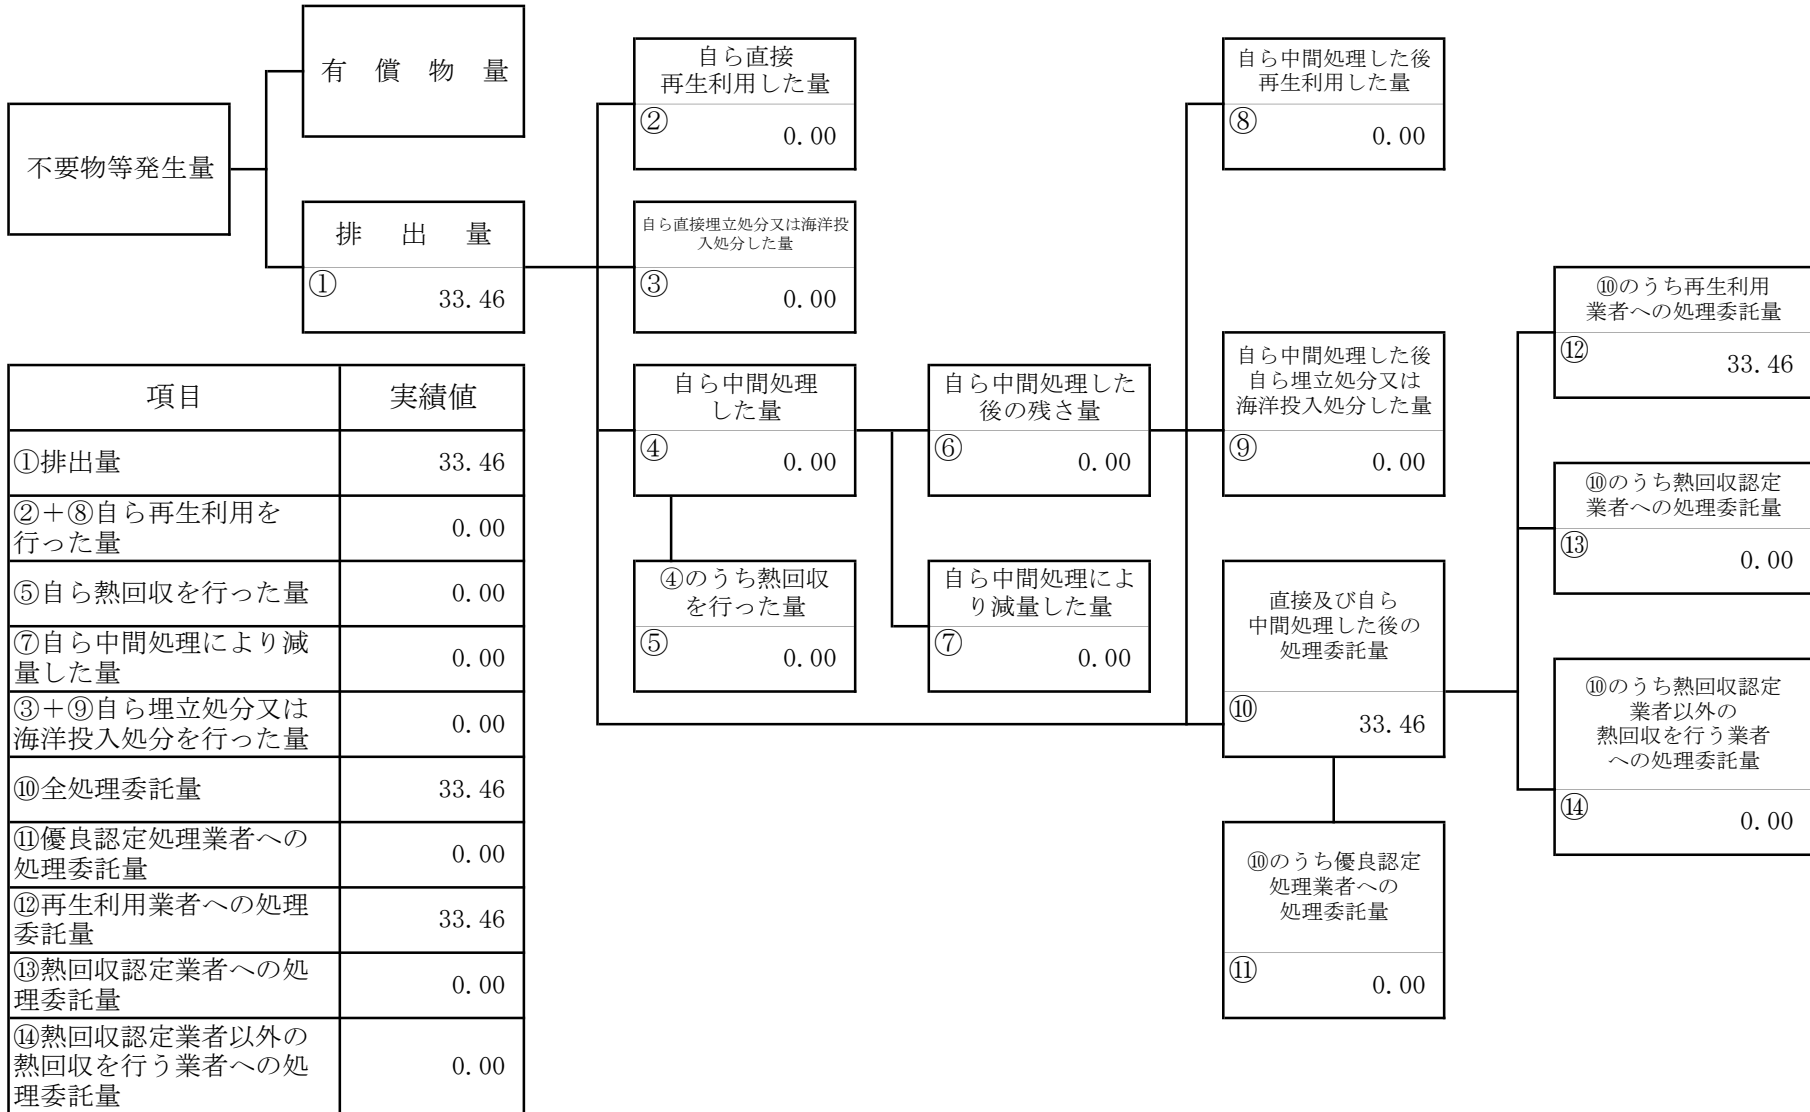 有償物量
不要物等発生量
排出量
①
33.46
自ら直接
再生利用した量
②
0.00
自ら直接埋立処分又は海洋投
入処分した量
③
0.00
自ら中間処理
した量
④
0.00
④のうち熱回収
を行った量
⑤
0.00
自ら中間処理した
後の残さ量
⑥
0.00
自ら中間処理によ
り減量した量
⑦
0.00
自ら中間処理した後
再生利用した量
⑧
0.00
自ら中間処理した後
自ら埋立処分又は
海洋投入処分した量
⑨
0.00
直接及び自ら
中間処理した後の
処理委託量
⑩
33.46
⑩のうち優良認定
処理業者への
処理委託量
⑪
0.00
⑩のうち再生利用
業者への処理委託量
⑫
33.46
⑩のうち熱回収認定
業者への処理委託量
⑬
0.00
⑩のうち熱回収認定
業者以外の
熱回収を行う業者
への処理委託量
⑭
0.00
項目 実績値
①排出量 33.46
②＋⑧自ら再生利用を
行った量 0.00
⑤自ら熱回収を行った量 0.00
⑦自ら中間処理により減
量した量 0.00
③＋⑨自ら埋立処分又は
海洋投入処分を行った量 0.00
⑩全処理委託量 33.46
⑪優良認定処理業者への
処理委託量 0.00
⑫再生利用業者への処理
委託量 33.46
⑬熱回収認定業者への処
理委託量 0.00
⑭熱回収認定業者以外の
熱回収を行う業者への処
理委託量 0.00